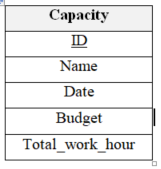 Capacity
ID
Name
Date
Budget
Total_work_hour